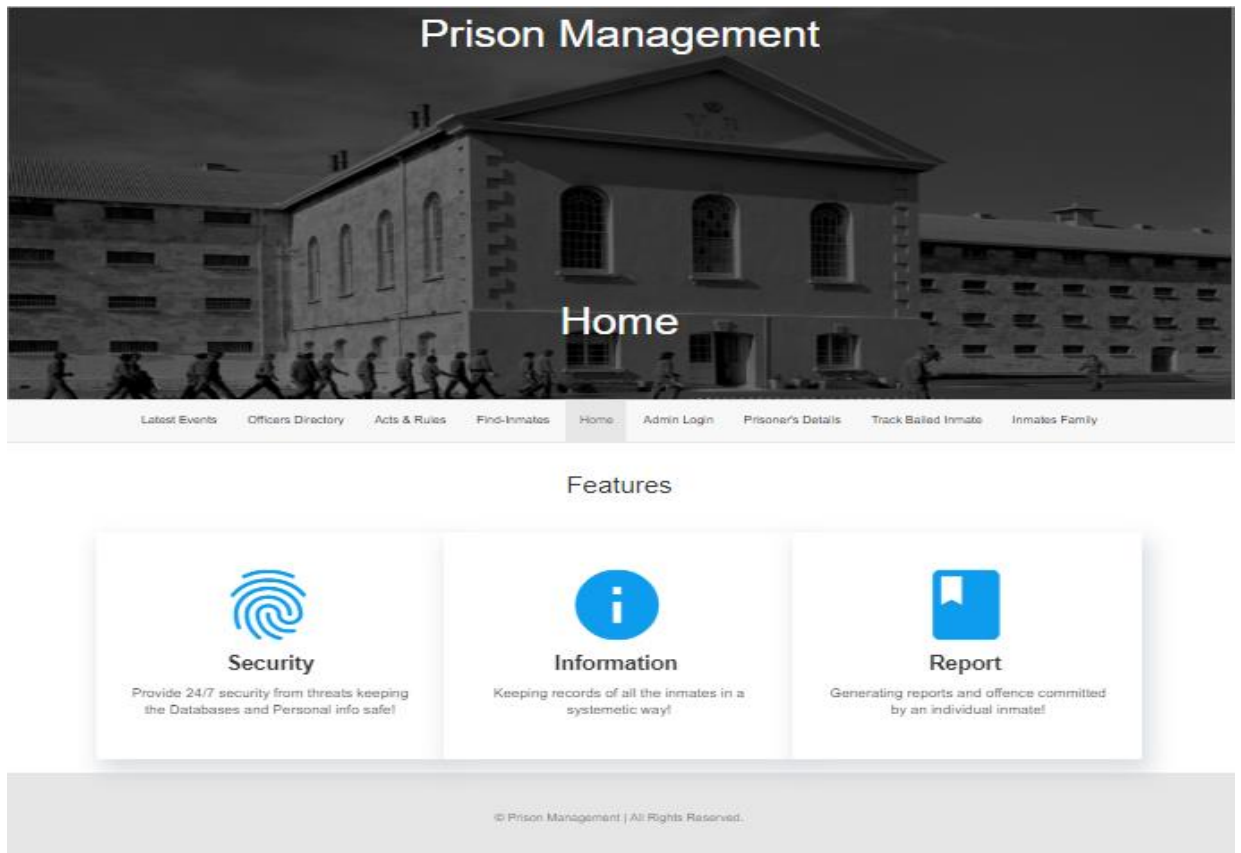 Prison Management
Home
Latest Events Officers Directory Acts & Rules Find-Inmates Home Admin Login Prisoner's Details Track Bailed Inmate Inmates Family
Features
Security
Provide 24/7 security from threats keeping
the Databases and Personal info safe!
Information
Keeping records of all the inmates in a
systemetic way!
Report
Generating reports and offence committed
by an individual inmate!
© Prison Management | All Rights Reserved.